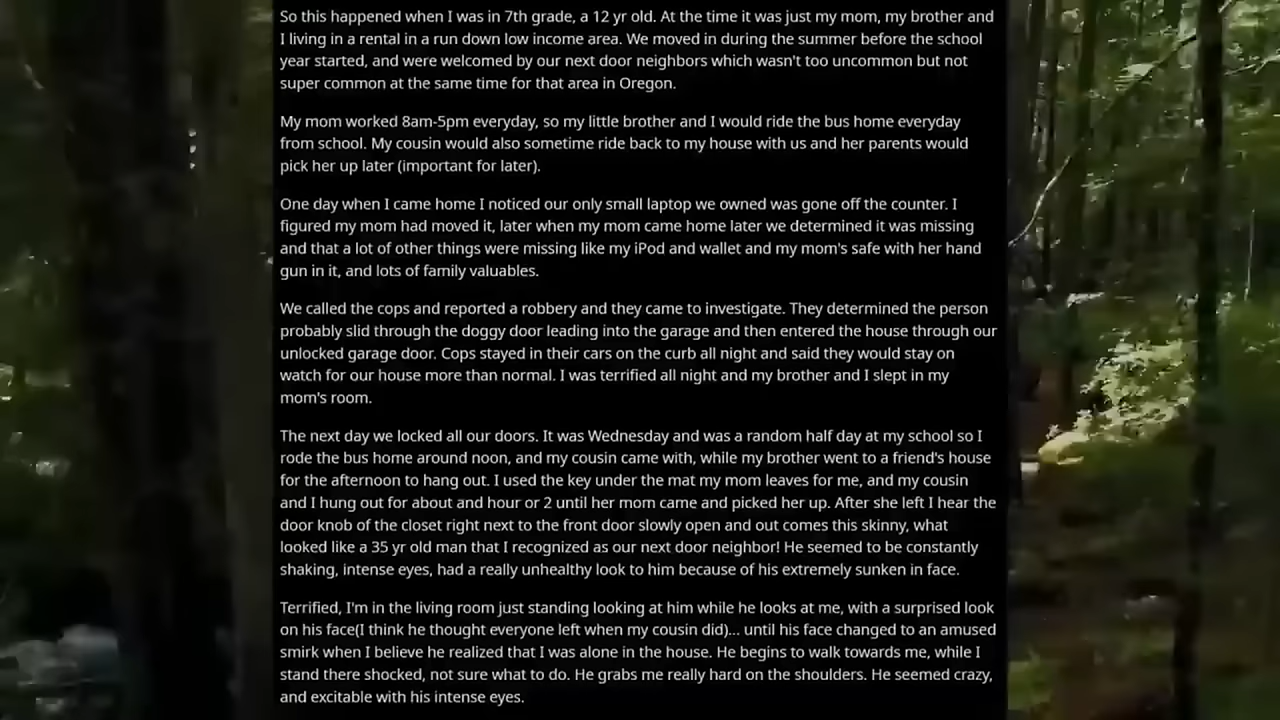 So this happened when I was in 7th grade, a 12 yr old. At the time it was just my mom, my brother and
I living in a rental in a run down low income area. We moved in during the summer before the school
year started, and were welcomed by our next door neighbors which wasn't too uncommon but not
super common at the same time for that area in Oregon.
My mom worked 8am-5pm everyday, so my little brother and I would ride the bus home everyday
from school. My cousin would also sometime ride back to my house with us and her parents would
pick her up later (important for later).
One day when I came home I noticed our only small laptop we owned was gone off the counter. I
figured my mom had moved it, later when my mom came home later we determined it was missing
and that a lot of other things were missing like my iPod and wallet and my mom's safe with her hand
gun in it, and lots of family valuables.
We called the cops and reported a robbery and they came to investigate. They determined the person
probably slid through the doggy door leading into the garage and then entered the house through our
unlocked garage door. Cops stayed in their cars on the curb all night and said they would stay on
watch for our house more than normal. I was terrified all night and my brother and I slept in my
mom's room.
The next day we locked all our doors. It was Wednesday and was a random half day at my school so I
rode the bus home around noon, and my cousin came with, while my brother went to a friend's house
for the afternoon to hang out. I used the key under the mat my mom leaves for me, and my cousin
and I hung out for about and hour or 2 until her mom came and picked her up. After she left I hear the
door knob of the closet right next to the front door slowly open and out comes this skinny, what
looked like a 35 yr old man that I recognized as our next door neighbor! He seemed to be constantly
shaking, intense eyes, had a really unhealthy look to him because of his extremely sunken in face.
Terrified, I'm in the living room just standing looking at him while he looks at me, with a surprised look
on his face(I think he thought everyone left when my cousin did)... until his face changed to an amused
smirk when I believe he realized that I was alone in the house. He begins to walk towards me, while I
stand there shocked, not sure what to do. He grabs me really hard on the shoulders. He seemed crazy,
and excitable with his intense eyes.